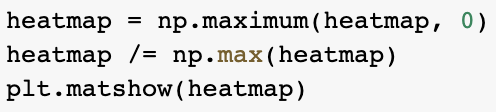 heatmap = np.maximum(heatmap, 0)
heatmap /= np.max(heatmap)
plt.matshow(heatmap)